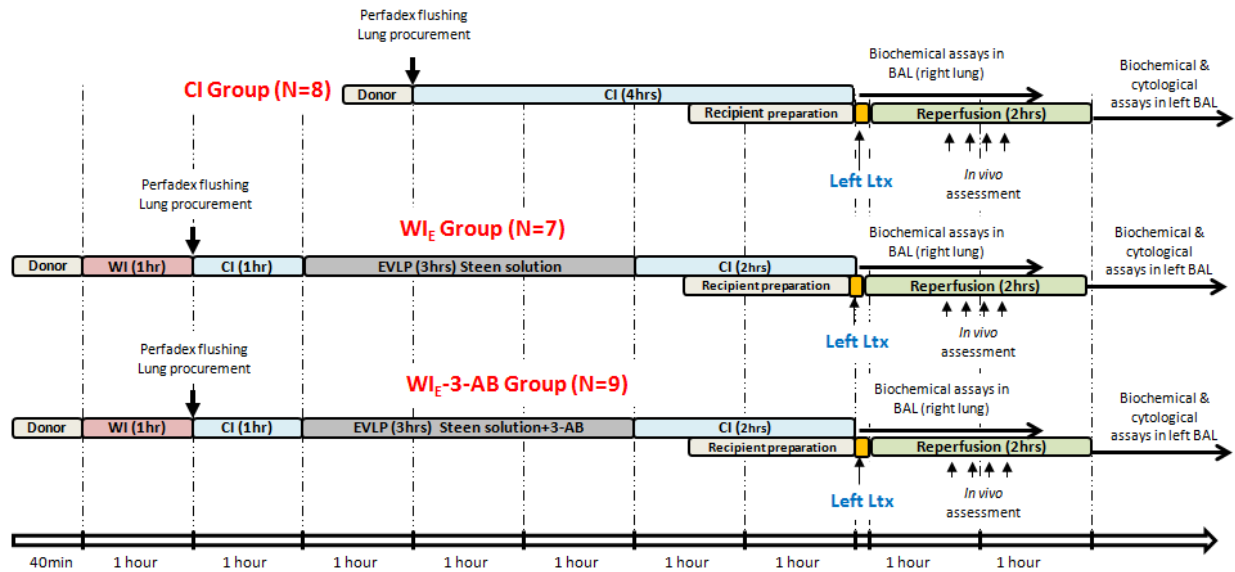 Perfadex flushing
Lung procurement
CI Group (N=8)
Donor
CI (4hrs)
Recipient preparation
Biochemical assays in
BAL (right lung)
Reperfusion (2hrs)
Biochemical &
cytological
assays in left BAL
Left Ltx
In vivo
assessment
Perfadex flushing
Lung procurement
WIE Group (N=7)
Donor
WI (1hr)
CI (1hr)
EVLP (3hrs) Steen solution
CI (2hrs)
Recipient preparation
Biochemical assays in
BAL (right lung)
Reperfusion (2hrs)
Biochemical &
cytological
assays in left BAL
Left Ltx
In vivo
assessment
Perfadex flushing
Lung procurement
WIE-3-AB Group (N=9)
Donor
WI (1hr)
CI (1hr)
EVLP (3hrs) Steen solution+3-AB
CI (2hrs)
Recipient preparation
Biochemical assays in
BAL (right lung)
Reperfusion (2hrs)
Biochemical &
cytological
assays in left BAL
Left Ltx
In vivo
assessment
40min 1 hour 1 hour 1 hour 1 hour 1 hour 1 hour 1 hour 1 hour 1 hour